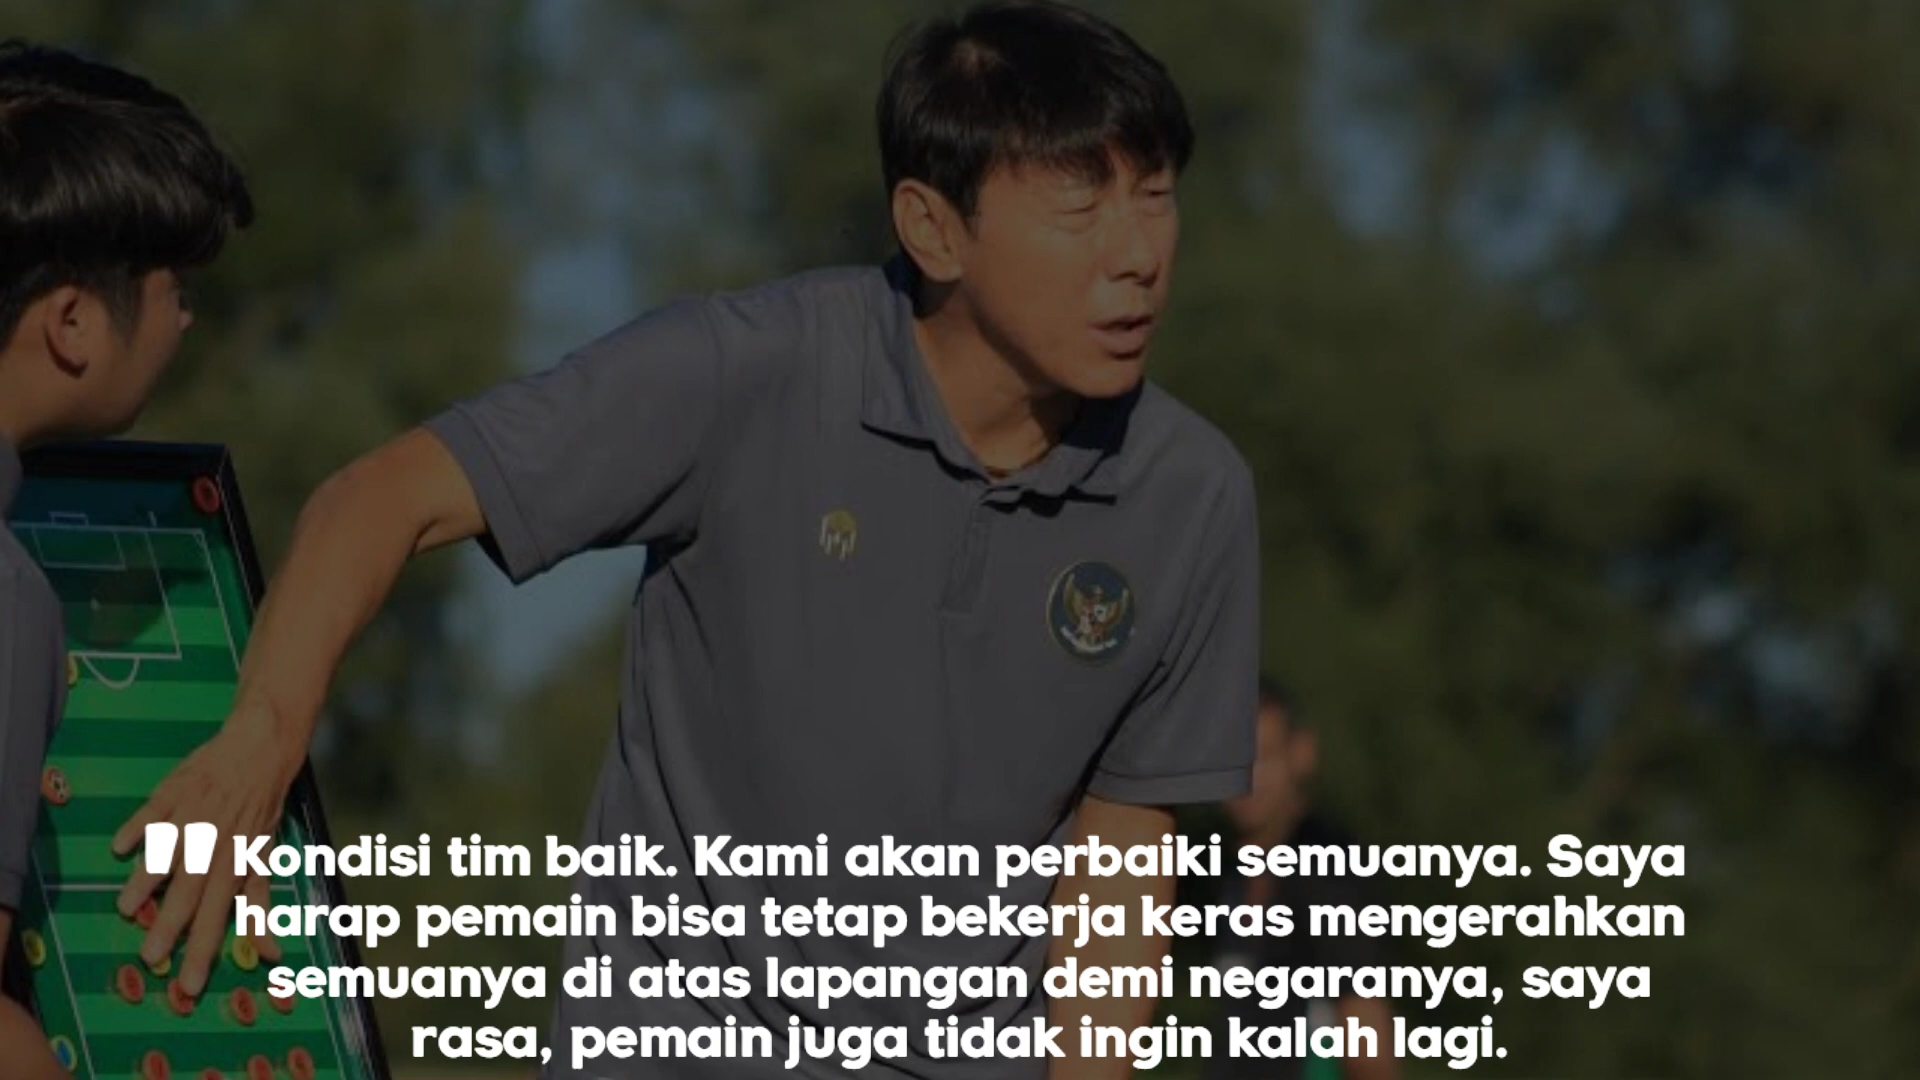 "Kondisi tim baik. Kami akan perbaiki semuanya. Saya
harap pemain bisa tetap bekerja keras mengerahkan
semuanya di atas lapangan demi negaranya, saya
rasa, pemain juga tidak ingin kalah lagi.